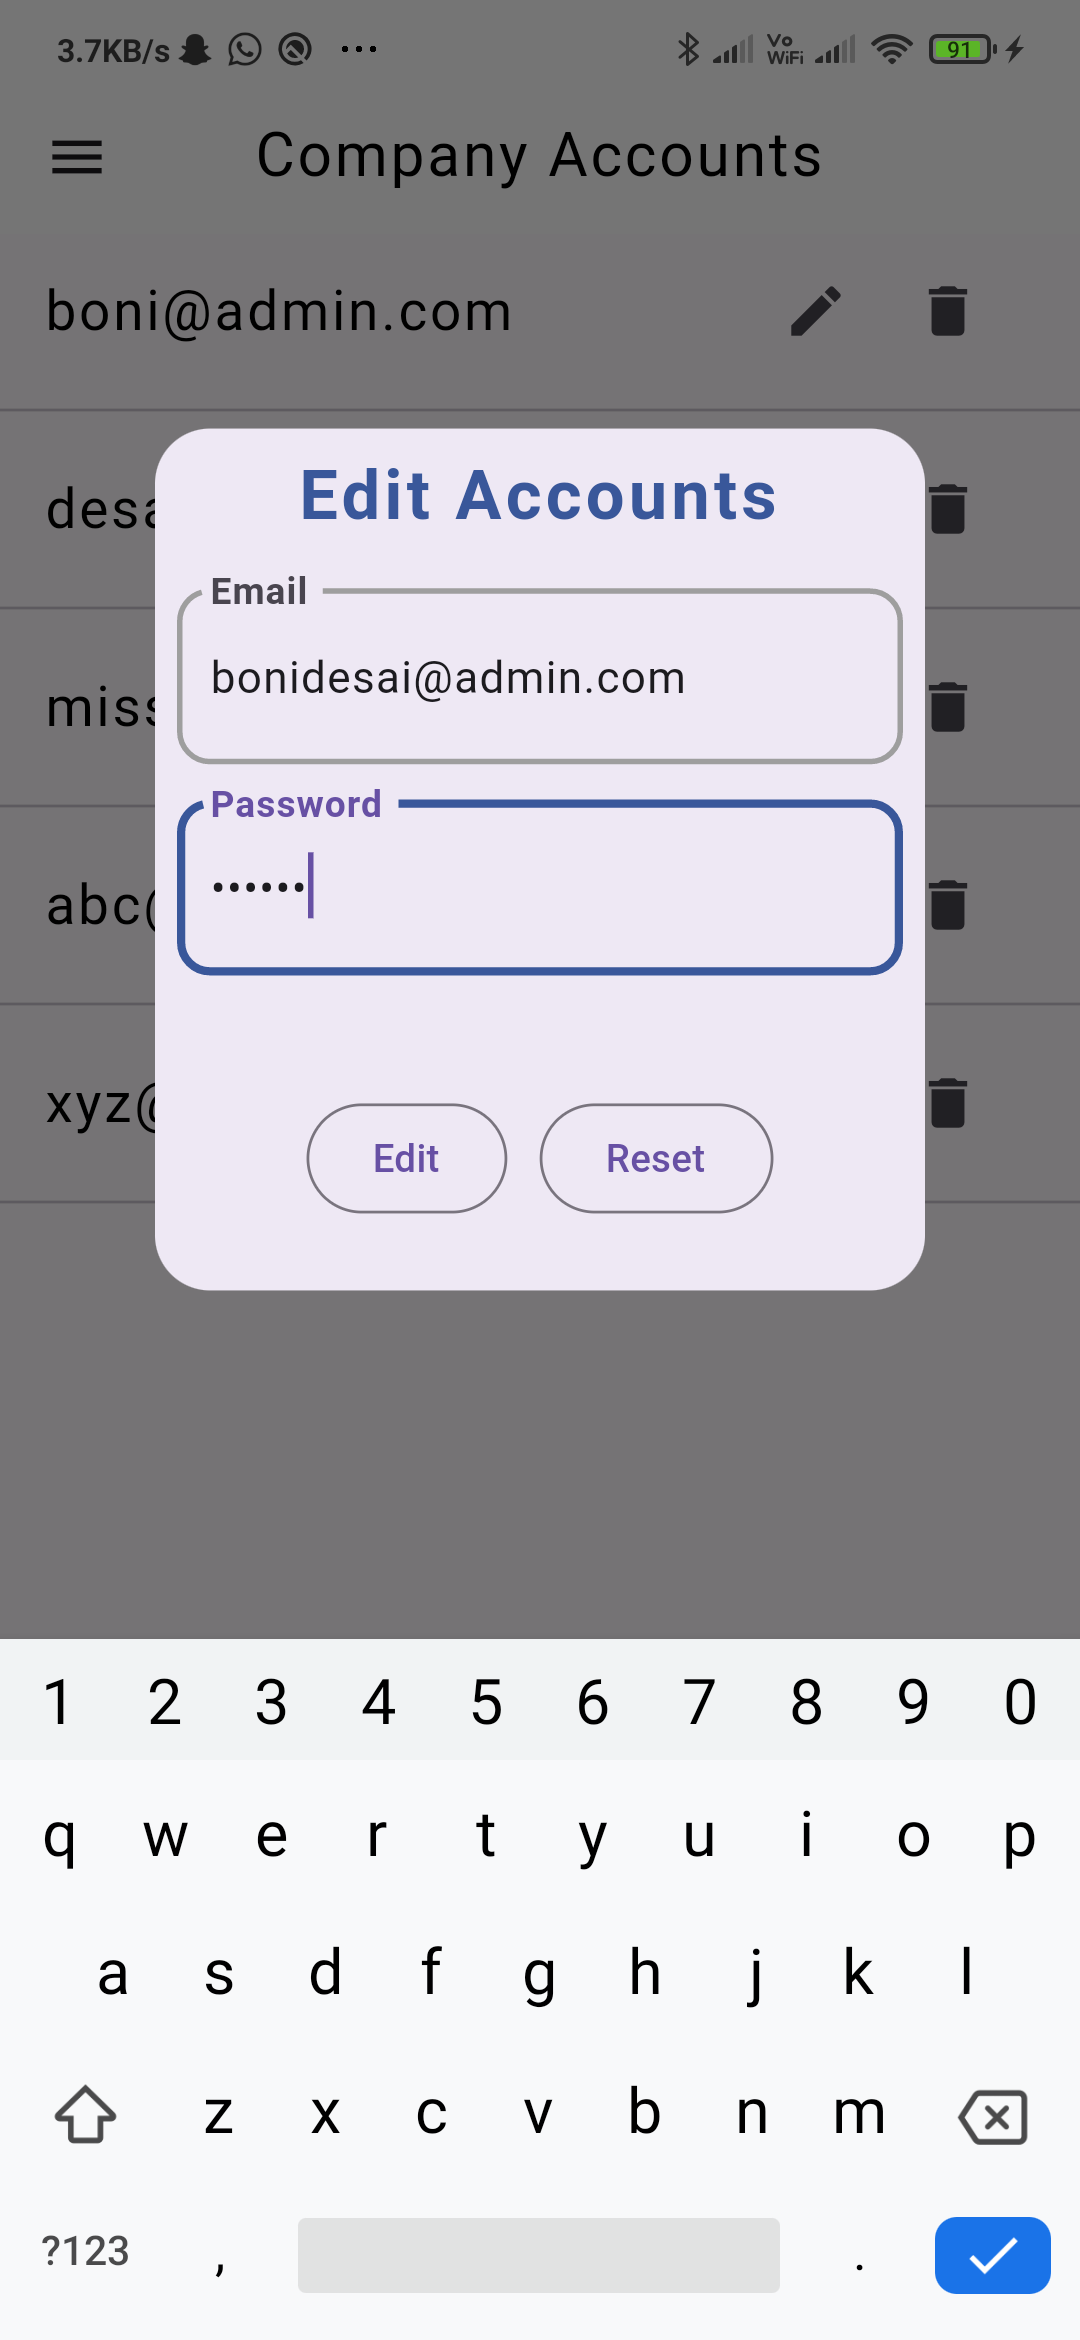 3.7KB/s Vo WiFi 91
Company Accounts
boni@admin.com
desa
miss
abc@
xyz@
Edit Accounts
Email
bonidesai@admin.com
Password
••••••
Edit Reset
1 2 3 4 5 6 7 8 9 0
q w e r t y u i o p
a s d f g h j k l
z x c v b n m
?123 , .